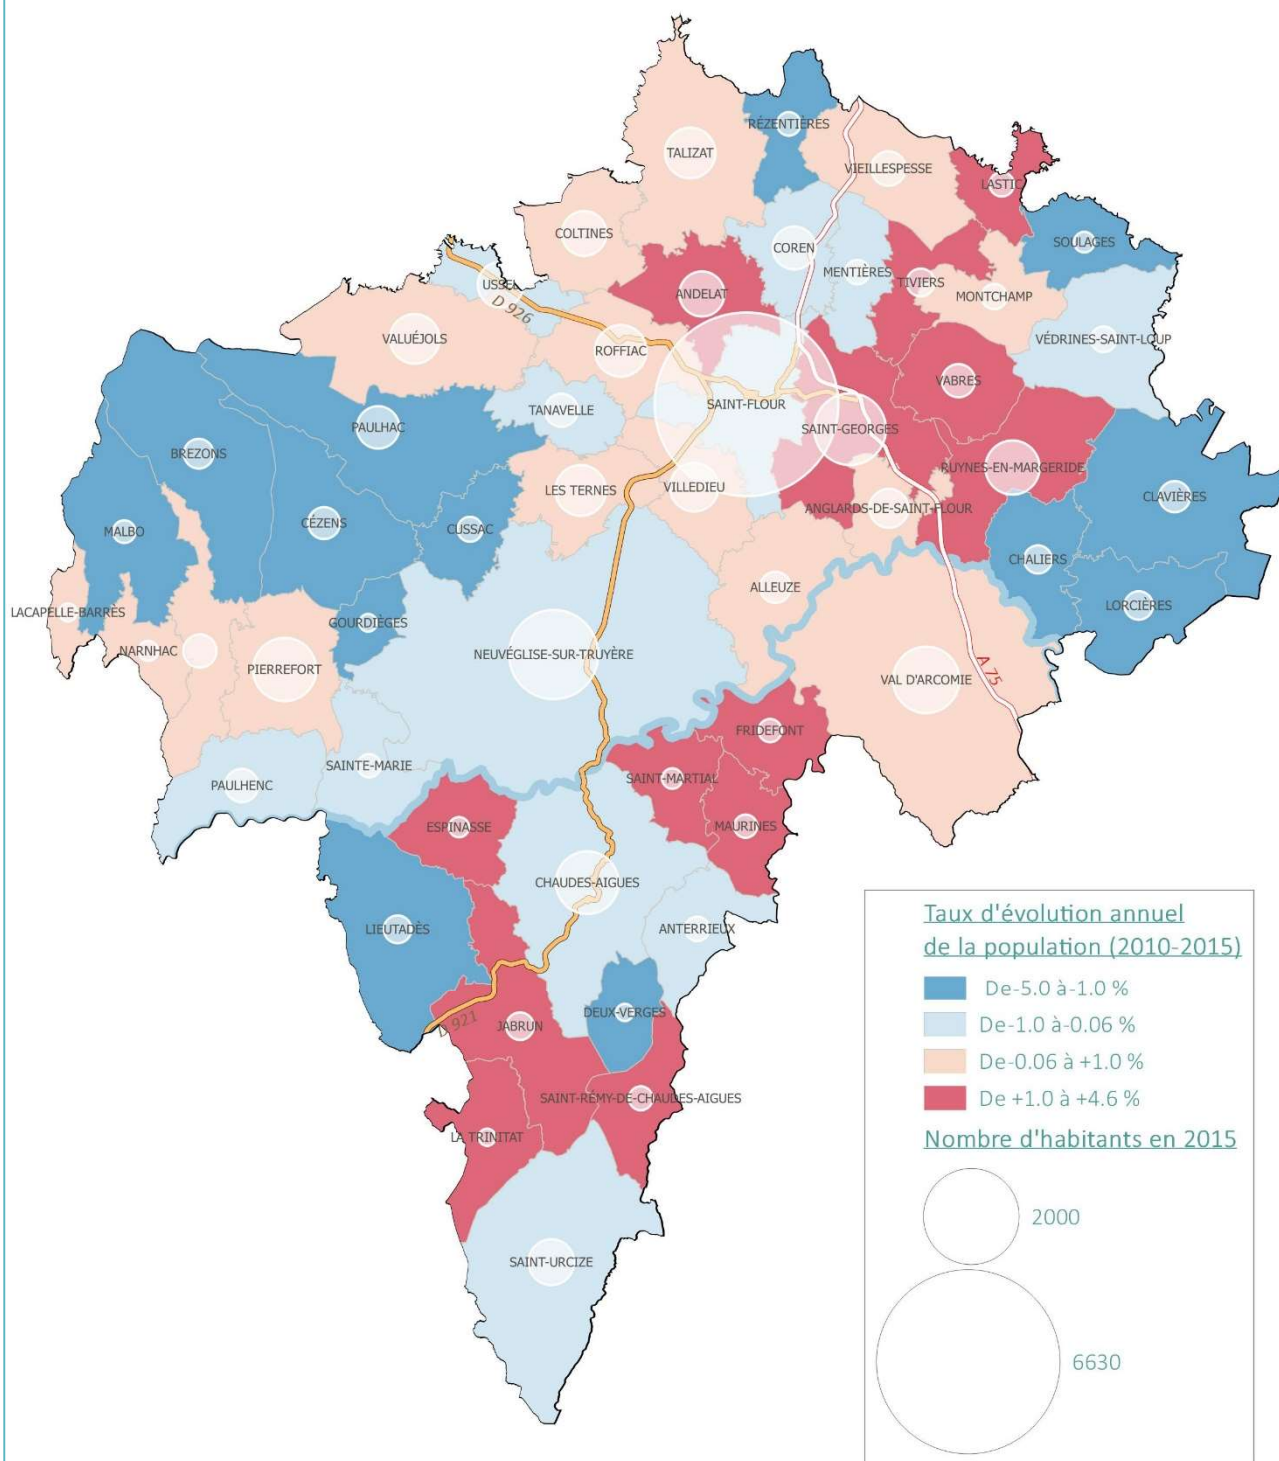 RÉZENTIÈRES
TALIZAT
VIEILLESPESSE
LASTIC
COLTINES
SOULAGES
COREN
MENTIÈRES
USSEL
D 926
ANDELAT
TIVIERS
MONTCHAMP
VALUÉJOLS
VÉDRINES-SAINT-LOUP
ROFFIAC
VABRES
TANAVELLE
SAINT-FLOUR
PAULHAC
SAINT-GEORGES
BREZONS
RUYNES-EN-MARGERIDE
LES TERNES
VILLEDIEU
CLAVIÈRES
ANGLARDS-DE-SAINT-FLOUR
CÉZENS
CUSSAC
MALBO
CHALIERS
ALLEUZE
LORCIÈRES
LACAPELLE-BARRÈS
GOURDIÈGES
NARNHAC
NEUVÉGLISE-SUR-TRUYÈRE
PIERREFORT
VAL D'ARCOMIE
A 75
FRIDEFONT
SAINTE-MARIE
SAINT-MARTIAL
PAULHENC
ESPINASSE
MAURINES
CHAUDES-AIGUES
LIEUTADÈS
ANTERRIEUX
DEUX-VERGES
D 921
JABRUN
SAINT-RÉMY-DE-CHAUDES-AIGUES
LA TRINITAT
SAINT-URCIZE
Taux d'évolution annuel
de la population (2010-2015)
De-5.0 à-1.0 %
De-1.0 à-0.06 %
De-0.06 à +1.0 %
De +1.0 à +4.6 %
Nombre d'habitants en 2015
2000
6630